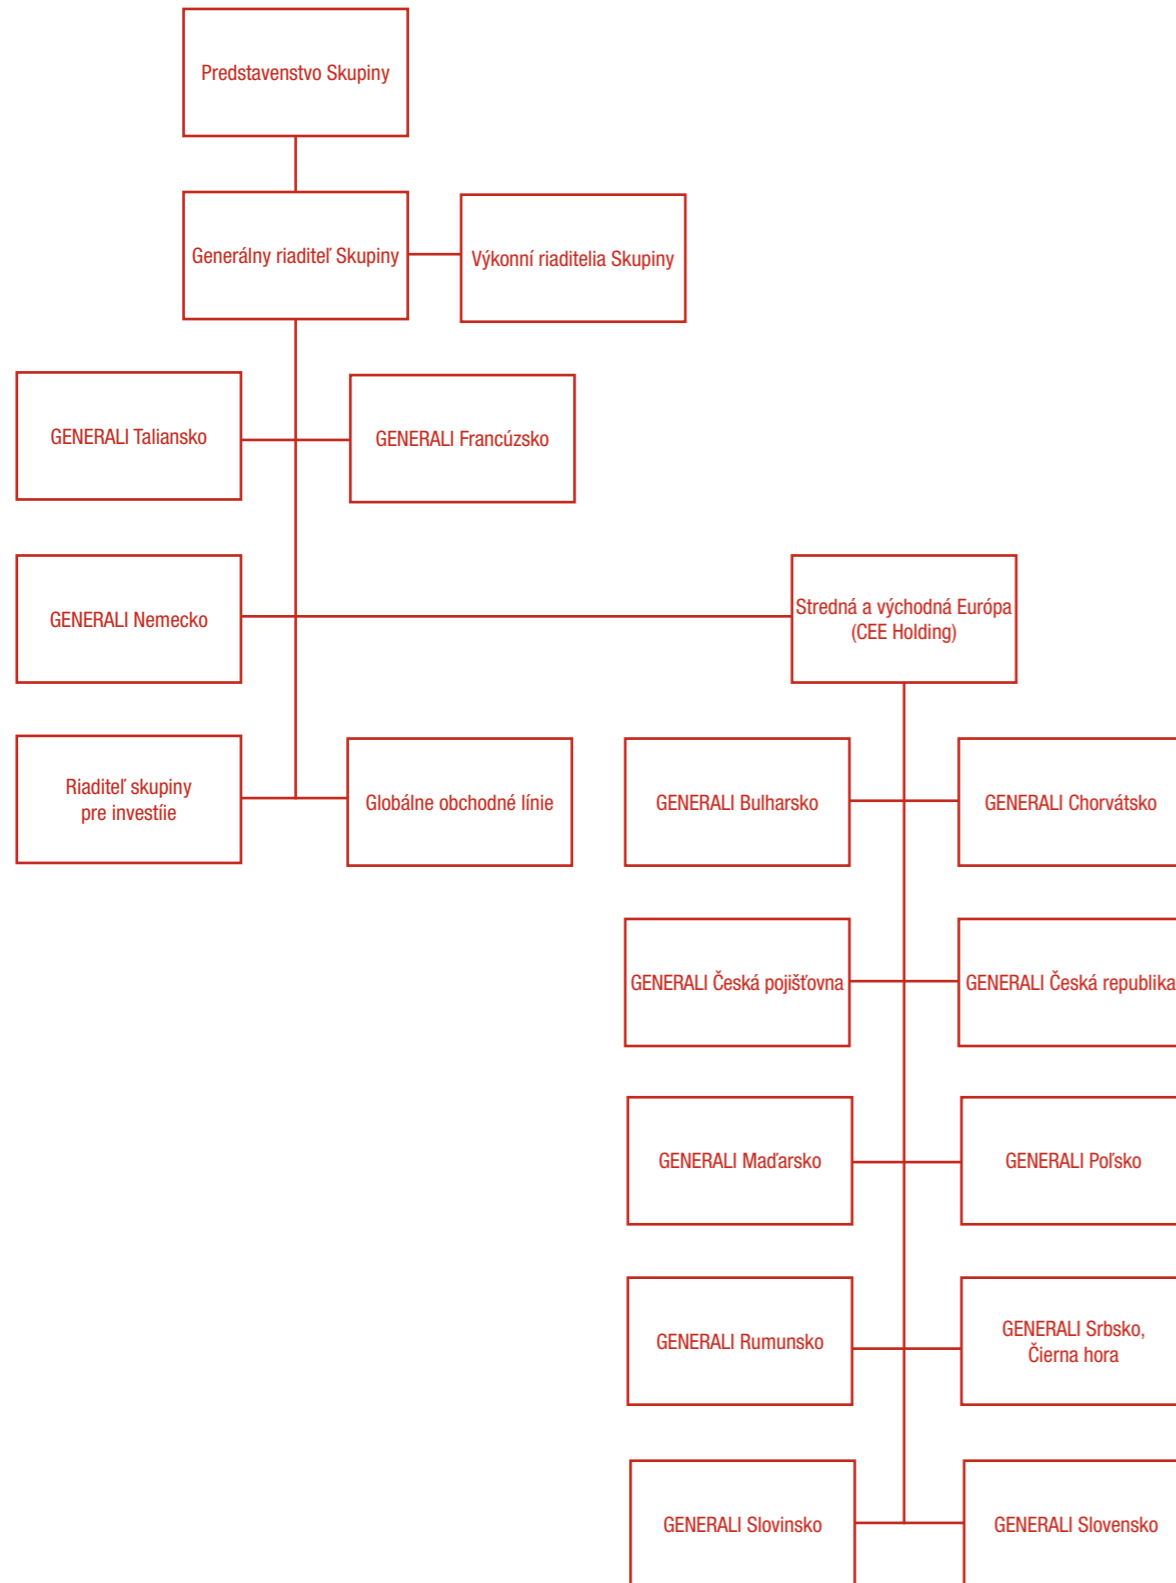 Predstavenstvo Skupiny
Generálny riaditeľ Skupiny
Výkonní riaditelia Skupiny
GENERALI Taliansko
GENERALI Francúzsko
GENERALI Nemecko
Stredná a východná Európa
(CEE Holding)
Riaditeľ skupiny
pre investíie
Globálne obchodné línie
GENERALI Bulharsko
GENERALI Chorvátsko
GENERALI Česká pojišťovna
GENERALI Česká republika
GENERALI Maďarsko
GENERALI Poľsko
GENERALI Rumunsko
GENERALI Srbsko,
Čierna hora
GENERALI Slovinsko
GENERALI Slovensko